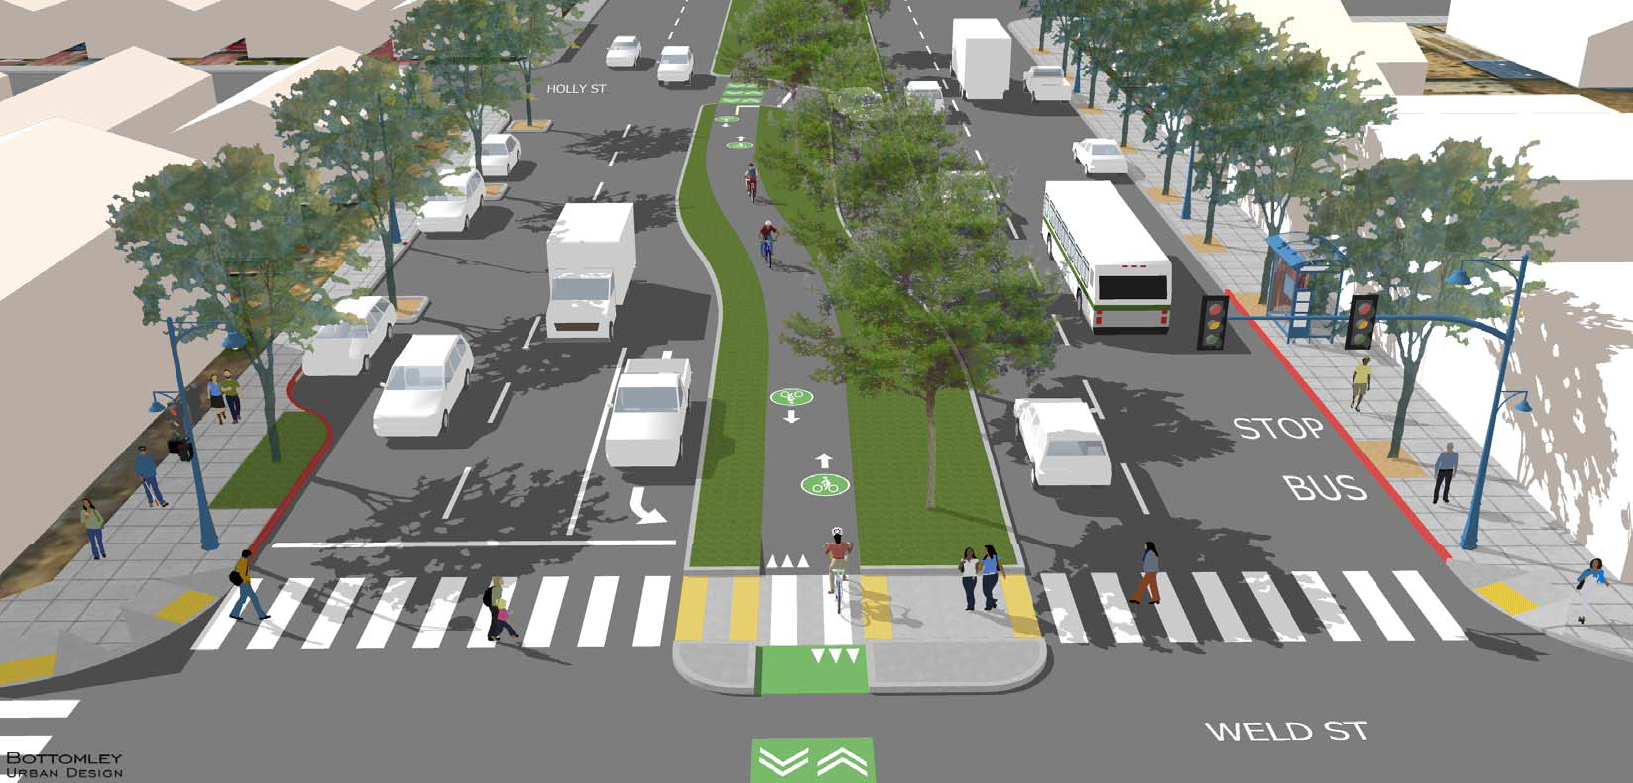 HOLLY ST
STOP
BUS
WELD ST
BOTTOMLEY
URBAN DESIGN